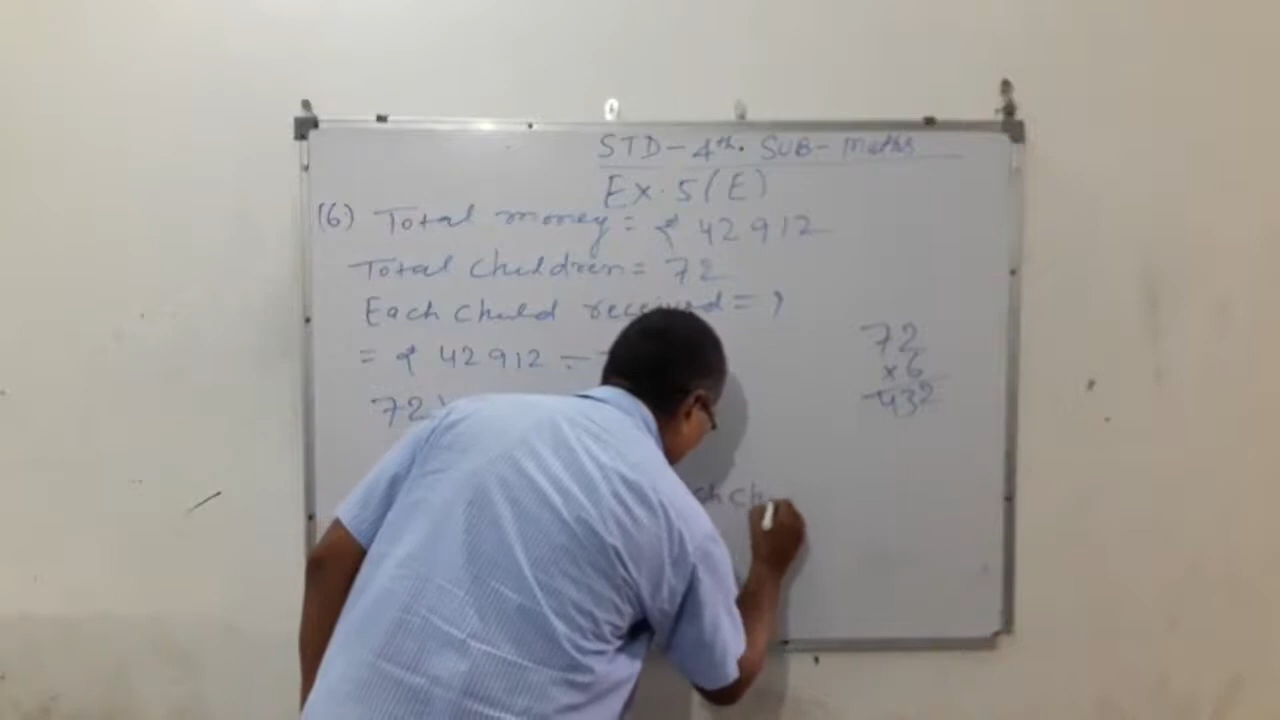 STD-4th. SUB- Maths
Ex. 5(E)
(6) Total money = ₹ 42912
Total children = 72
Each child received = ?
= ₹ 42912 ÷
72)
72
×6
432
ch ch